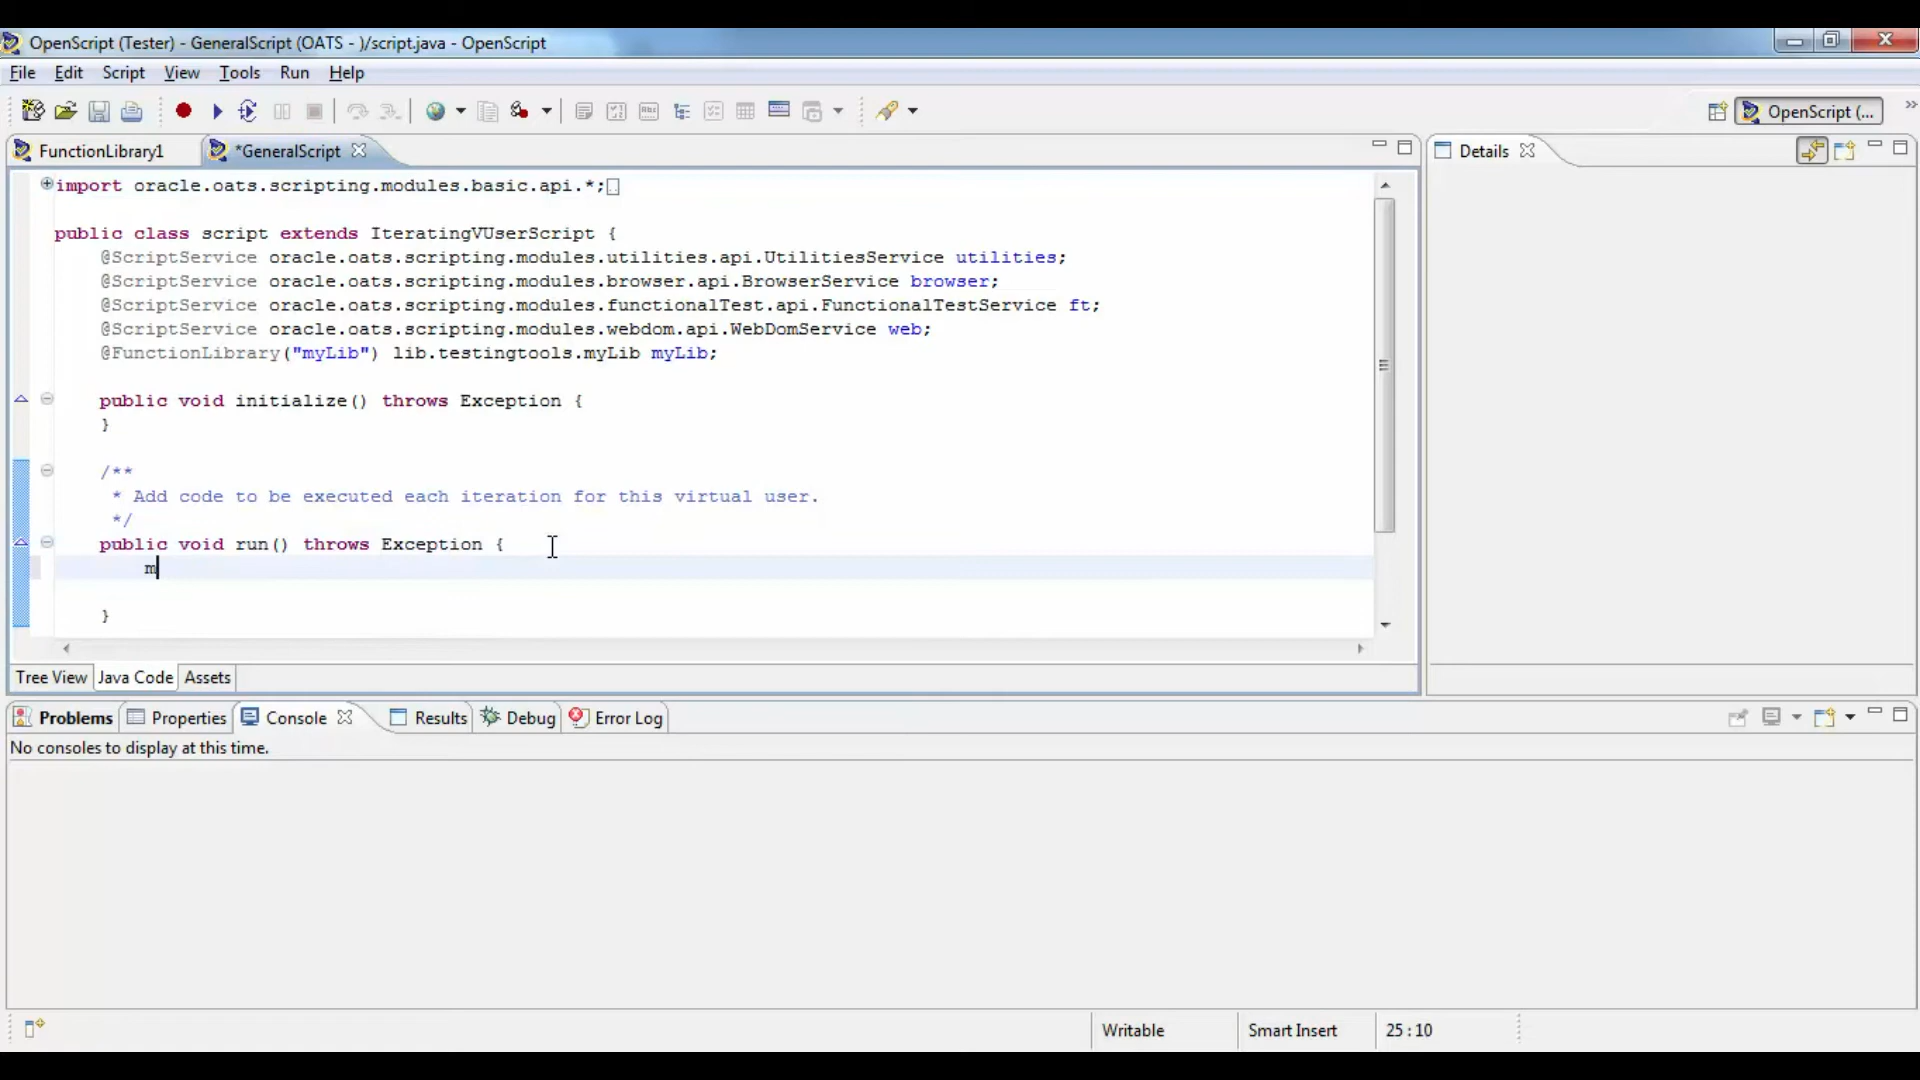 OpenScript (Tester) - GeneralScript (OATS - )/script.java - OpenScript
File Edit Script View Tools Run Help
OpenScript (...
FunctionLibrary1 *GeneralScript Details
import oracle.oats.scripting.modules.basic.api.*;
public class script extends IteratingVUserScript {
@ScriptService oracle.oats.scripting.modules.utilities.api.UtilitiesService utilities;
@ScriptService oracle.oats.scripting.modules.browser.api.BrowserService browser;
@ScriptService oracle.oats.scripting.modules.functionalTest.api.FunctionalTestService ft;
@ScriptService oracle.oats.scripting.modules.webdom.api.WebDomService web;
@FunctionLibrary("myLib") lib.testingtools.myLib myLib;
public void initialize() throws Exception {
}
/**
* Add code to be executed each iteration for this virtual user.
*/
public void run() throws Exception {
m
}
Tree View Java Code Assets
Problems Properties Console Results Debug Error Log
No consoles to display at this time.
Writable Smart Insert 25 : 10